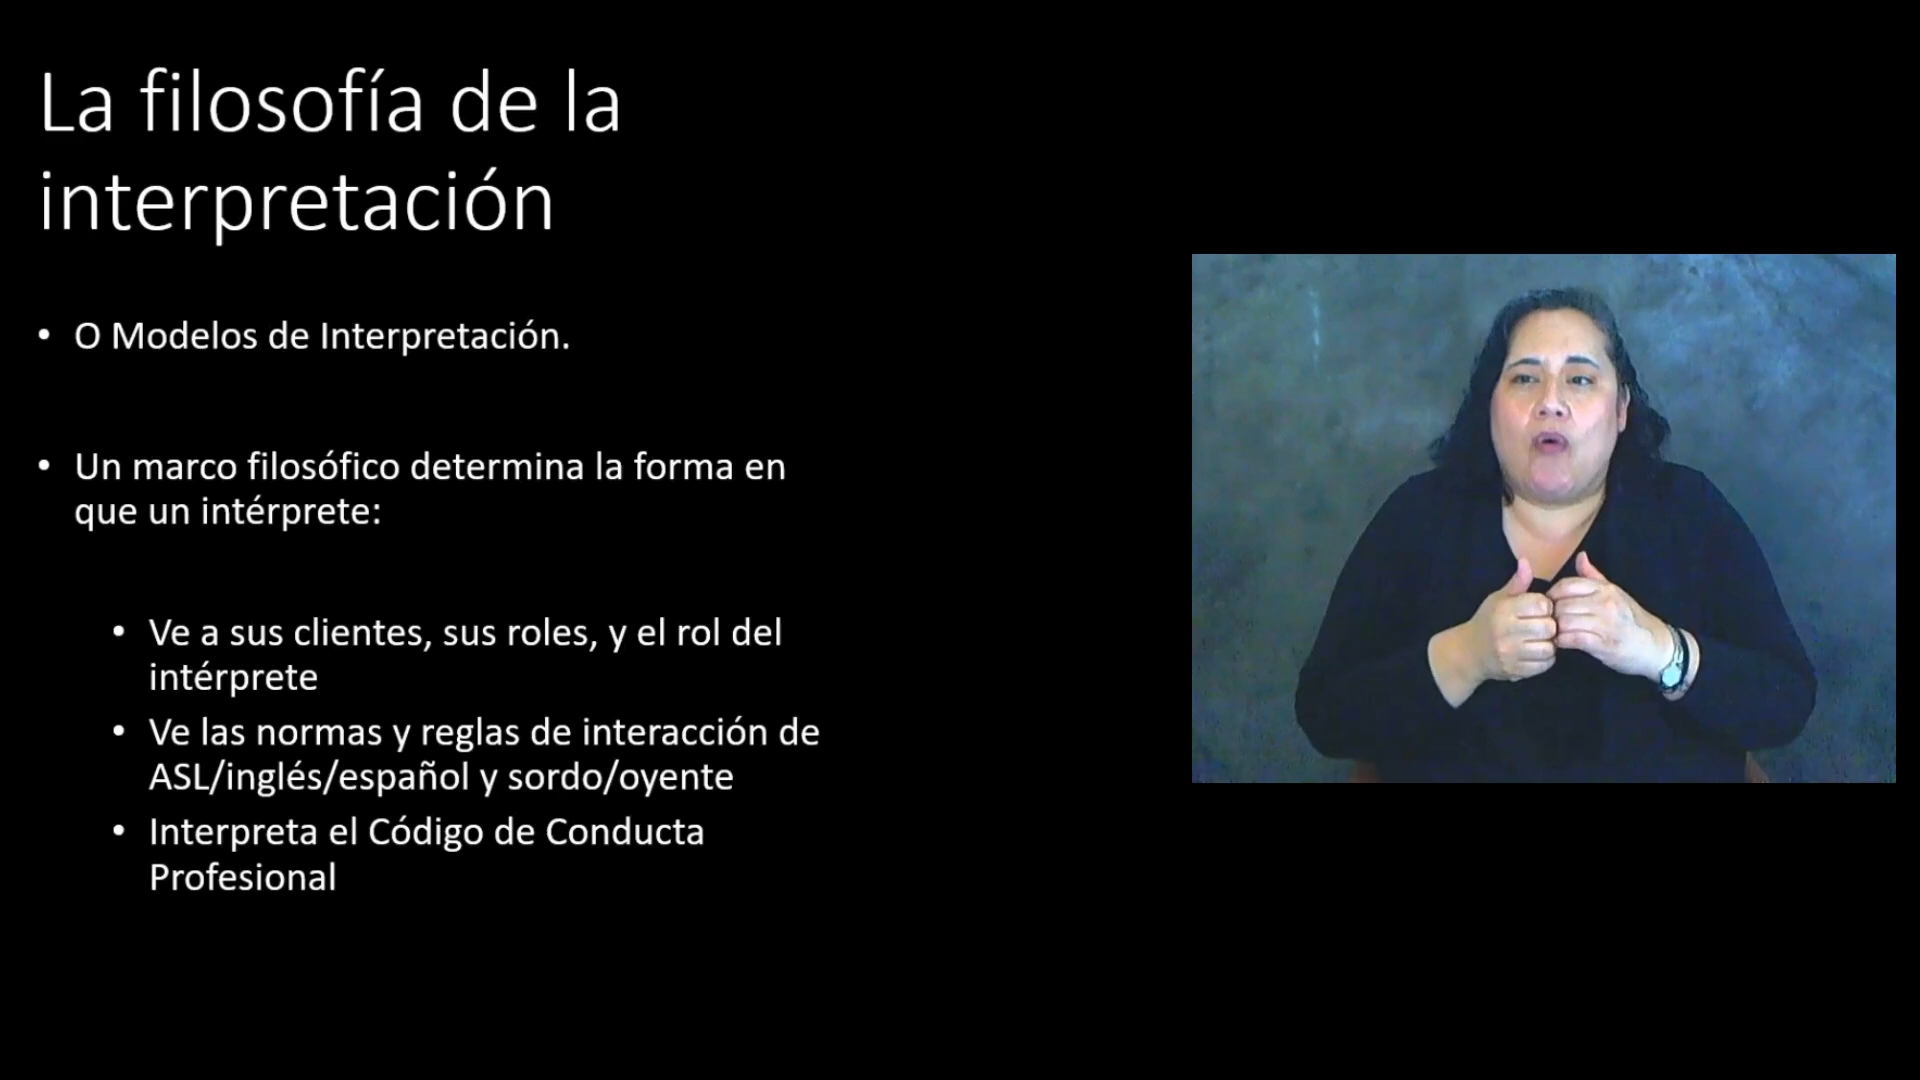 La filosofía de la
interpretación
• O Modelos de Interpretación.
• Un marco filosófico determina la forma en
que un intérprete:
• Ve a sus clientes, sus roles, y el rol del
intérprete
• Ve las normas y reglas de interacción de
ASL/inglés/español y sordo/oyente
• Interpreta el Código de Conducta
Profesional